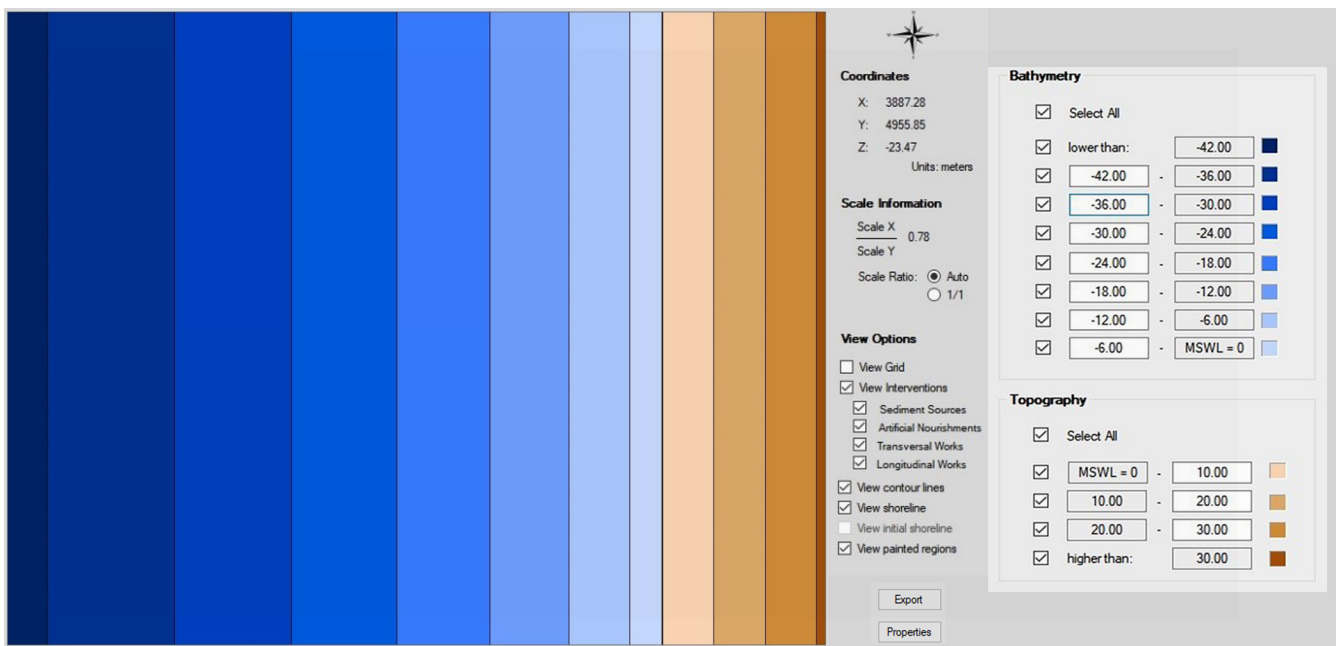 Coordinates
X: 3887.28
Y: 4955.85
Z: -23.47
Units: meters
Scale Information
Scale X
0.78
Scale Y
Scale Ratio: Auto
1/1
View Options
View Grid
View Interventions
Sediment Sources
Artificial Nourishments
Transversal Works
Longitudinal Works
View contour lines
View shoreline
View initial shoreline
View painted regions
Export
Properties
Bathymetry
Select All
lower than: -42.00
-42.00 - -36.00
-36.00 - -30.00
-30.00 - -24.00
-24.00 - -18.00
-18.00 - -12.00
-12.00 - -6.00
-6.00 - MSWL = 0
Topography
Select All
MSWL = 0 - 10.00
10.00 - 20.00
20.00 - 30.00
higher than: 30.00